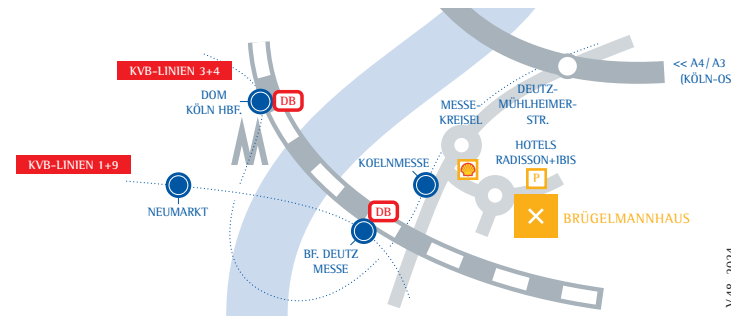 KVB-LINIEN 3+4
DOM
KÖLN HBF.
DB
KVB-LINIEN 1+9
NEUMARKT
DB
BF. DEUTZ
MESSE
KOELNMESSE
MESSE-
KREISEL
DEUTZ-
MÜHLHEIMER-
STR.
<< A4/A3
(KÖLN-OS
HOTELS
RADISSON+IBIS
P
BRÜGELMANNHAUS